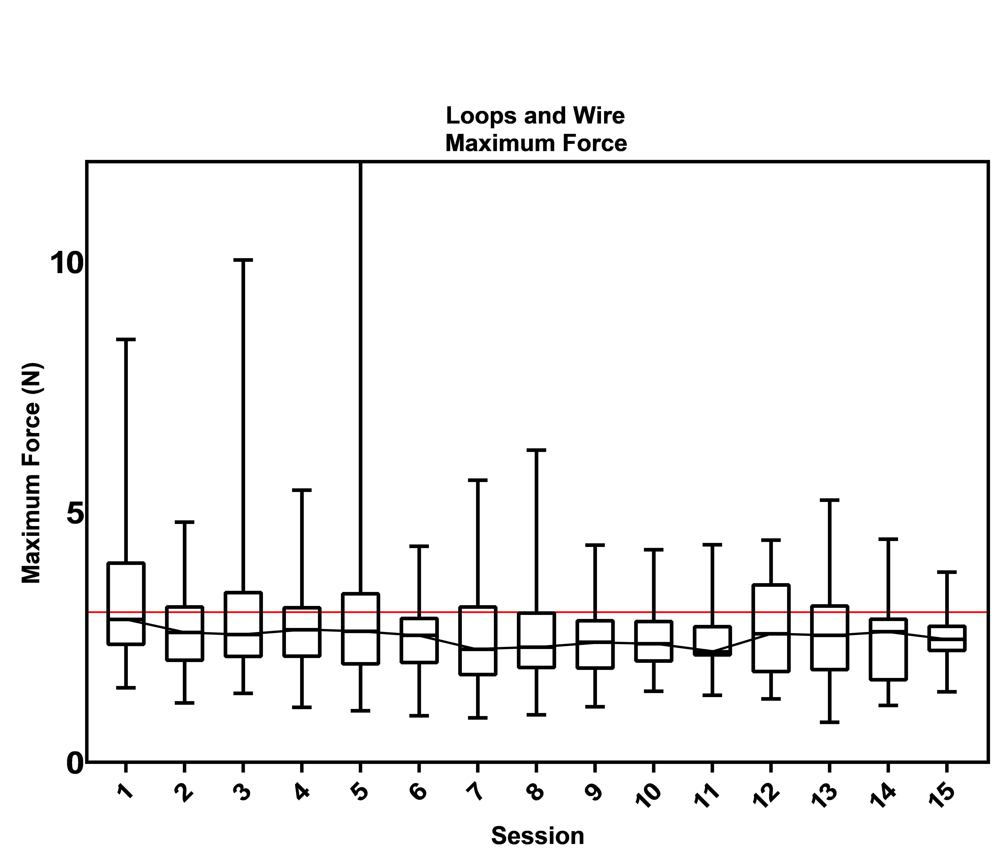 Loops and Wire
Maximum Force
Maximum Force (N)
10
5
0
1 2 3 4 5 6 7 8 9 10 11 12 13 14 15
Session